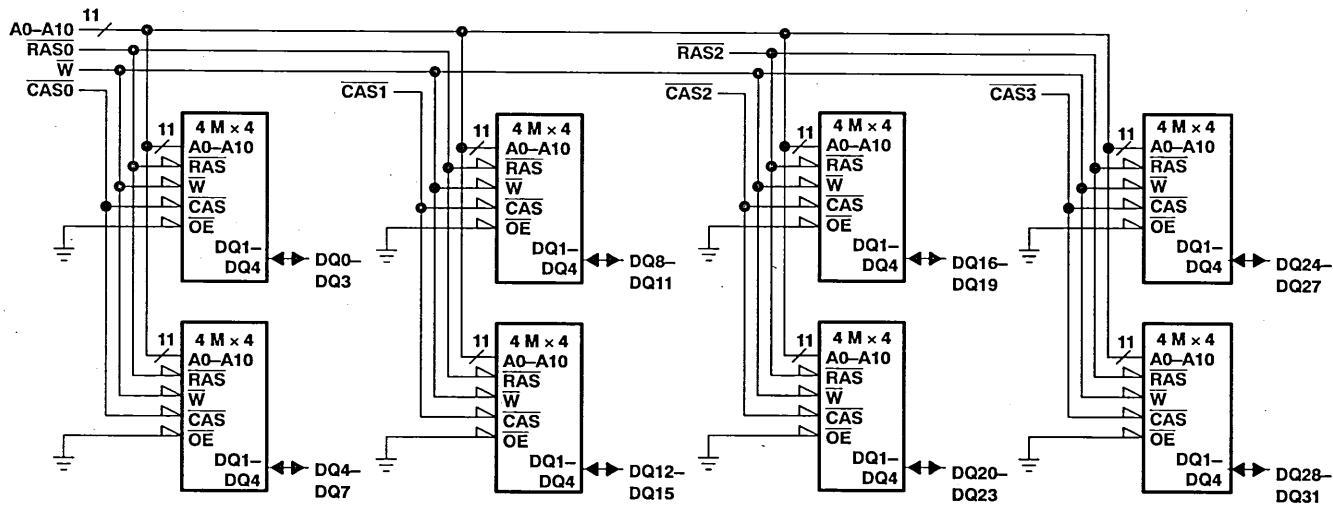 11
A0–A10
RAS0
W
CAS0
CAS1
RAS2
CAS2
CAS3
11
4 M × 4
A0–A10
RAS
W
CAS
OE
DQ1–
DQ4
DQ0–
DQ3
11
4 M × 4
A0–A10
RAS
W
CAS
OE
DQ1–
DQ4
DQ8–
DQ11
11
4 M × 4
A0–A10
RAS
W
CAS
OE
DQ1–
DQ4
DQ16–
DQ19
11
4 M × 4
A0–A10
RAS
W
CAS
OE
DQ1–
DQ4
DQ24–
DQ27
11
4 M × 4
A0–A10
RAS
W
CAS
OE
DQ1–
DQ4
DQ4–
DQ7
11
4 M × 4
A0–A10
RAS
W
CAS
OE
DQ1–
DQ4
DQ12–
DQ15
11
4 M × 4
A0–A10
RAS
W
CAS
OE
DQ1–
DQ4
DQ20–
DQ23
11
4 M × 4
A0–A10
RAS
W
CAS
OE
DQ1–
DQ4
DQ28–
DQ31